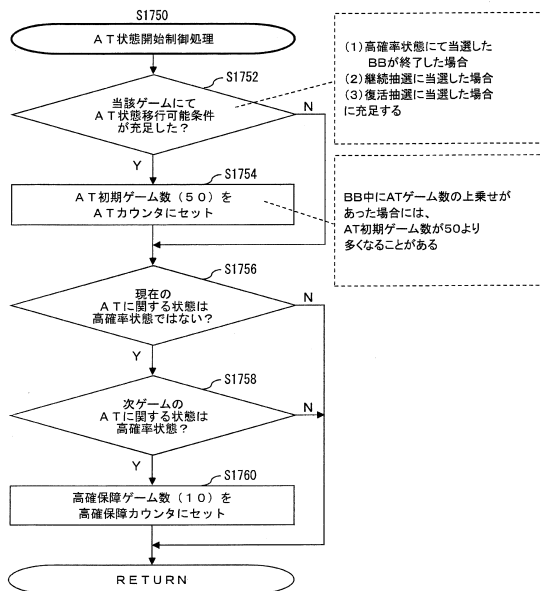 S1750
AT状態開始制御処理
S1752
当該ゲームにて
AT状態移行可能条件
が充足した?
N
Y
(1)高確率状態にて当選した
BBが終了した場合
(2)継続抽選に当選した場合
(3)復活抽選に当選した場合
に充足する
S1754
AT初期ゲーム数(50)を
ATカウンタにセット
BB中にATゲーム数の上乗せが
あった場合には、
AT初期ゲーム数が50より
多くなることがある
S1756
現在の
ATに関する状態は
高確率状態ではない?
N
Y
S1758
次ゲームの
ATに関する状態は
高確率状態?
N
Y
S1760
高確保障ゲーム数(10)を
高確保障カウンタにセット
RETURN